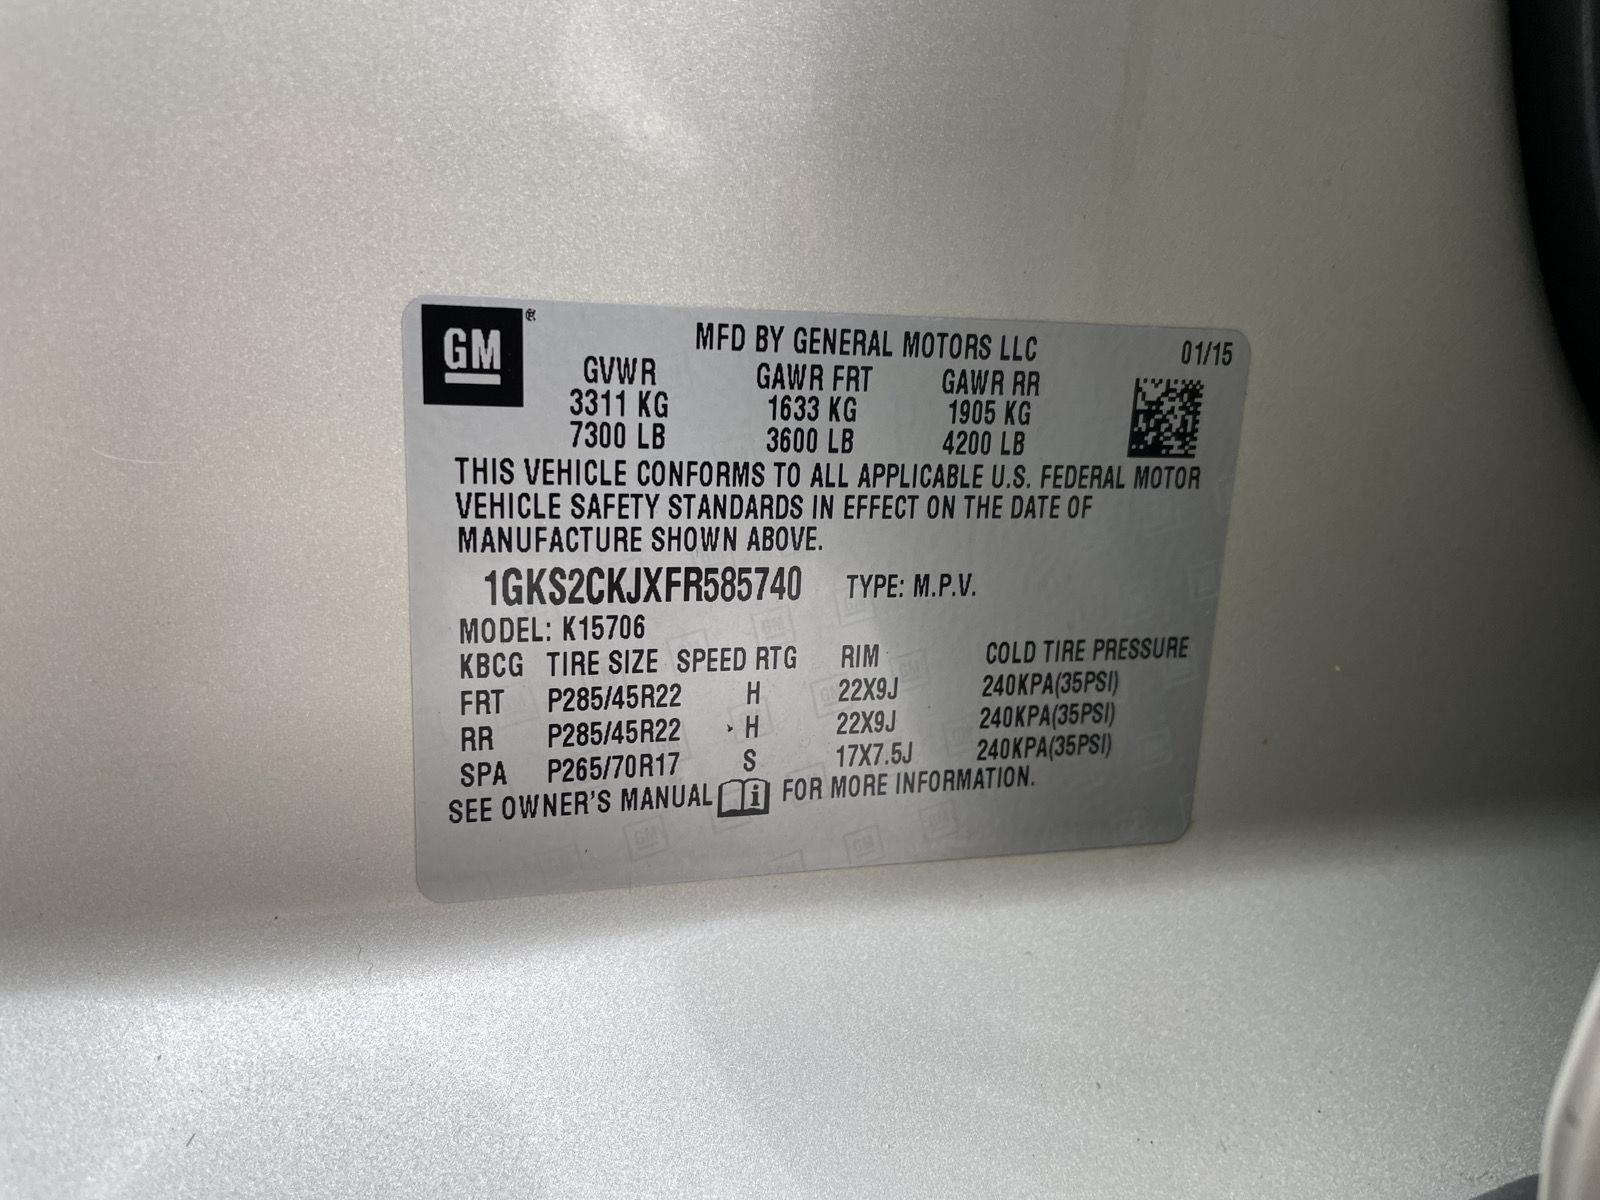 GM®
MFD BY GENERAL MOTORS LLC 01/15
GVWR GAWR FRT GAWR RR
3311 KG 1633 KG 1905 KG
7300 LB 3600 LB 4200 LB
THIS VEHICLE CONFORMS TO ALL APPLICABLE U.S. FEDERAL MOTOR
VEHICLE SAFETY STANDARDS IN EFFECT ON THE DATE OF
MANUFACTURE SHOWN ABOVE.
1GKS2CKJXFR585740 TYPE: M.P.V.
MODEL: K15706
KBCG TIRE SIZE SPEED RTG RIM COLD TIRE PRESSURE
FRT P285/45R22 H 22X9J 240KPA(35PSI)
RR P285/45R22 H 22X9J 240KPA(35PSI)
SPA P265/70R17 S 17X7.5J 240KPA(35PSI)
SEE OWNER'S MANUAL i FOR MORE INFORMATION.